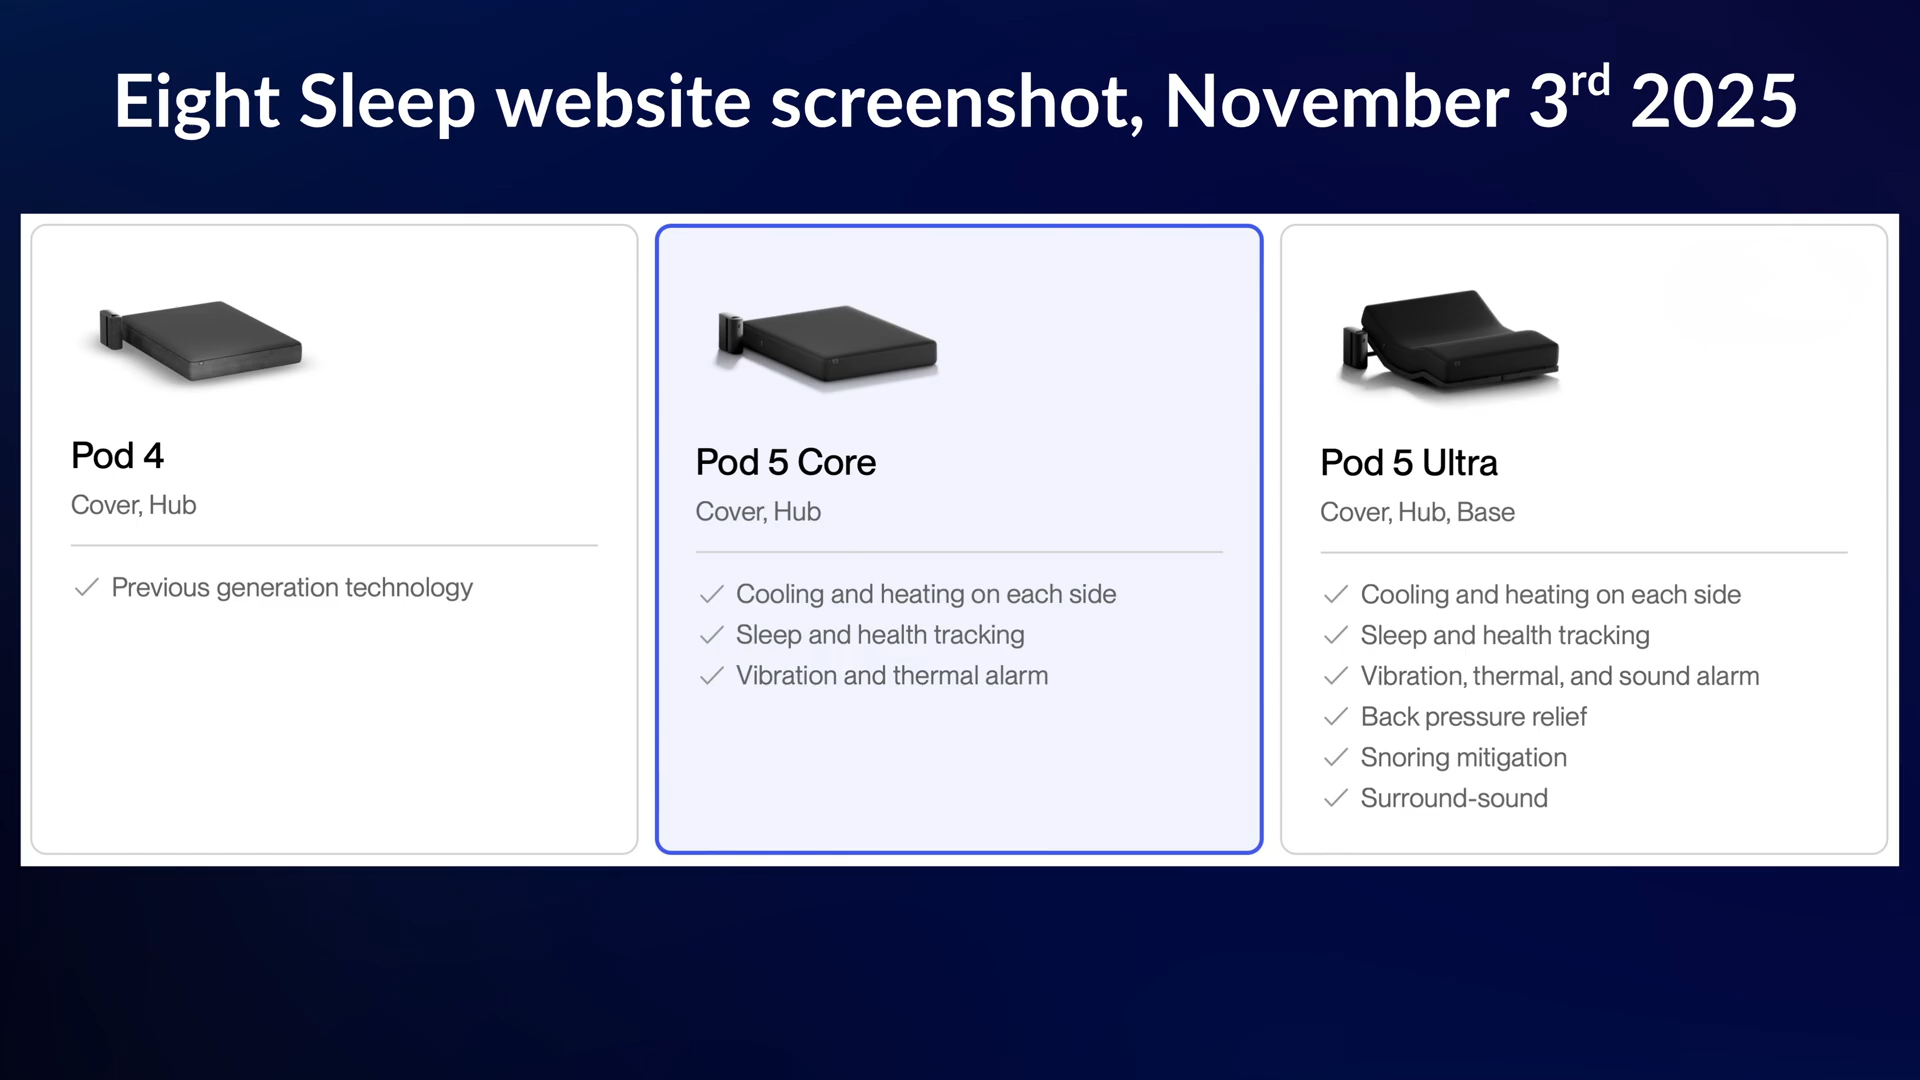 Eight Sleep website screenshot, November 3rd 2025
Pod 4
Cover, Hub
Previous generation technology
Pod 5 Core
Cover, Hub
Cooling and heating on each side
Sleep and health tracking
Vibration and thermal alarm
Pod 5 Ultra
Cover, Hub, Base
Cooling and heating on each side
Sleep and health tracking
Vibration, thermal, and sound alarm
Back pressure relief
Snoring mitigation
Surround-sound